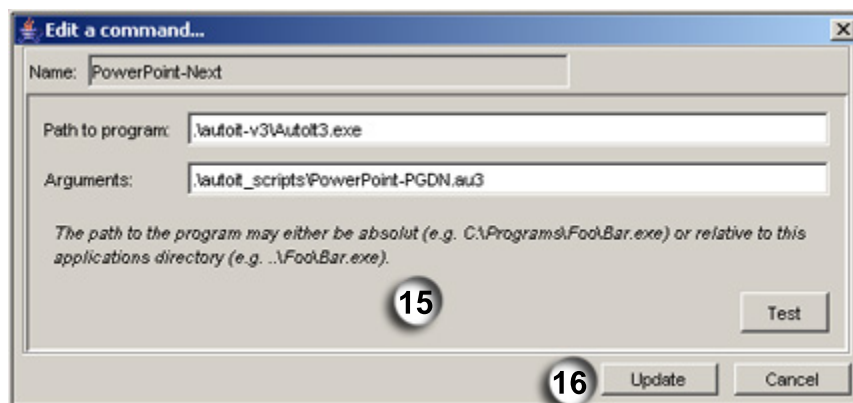 Edit a command...
Name: PowerPoint-Next
Path to program: .\autoit-v3\AutoIt3.exe
Arguments: .\autoit_scripts\PowerPoint-PGDN.au3
The path to the program may either be absolut (e.g. C:\Programs\Foo\Bar.exe) or relative to this
applications directory (e.g. ..\Foo\Bar.exe).
15
Test
16 Update Cancel